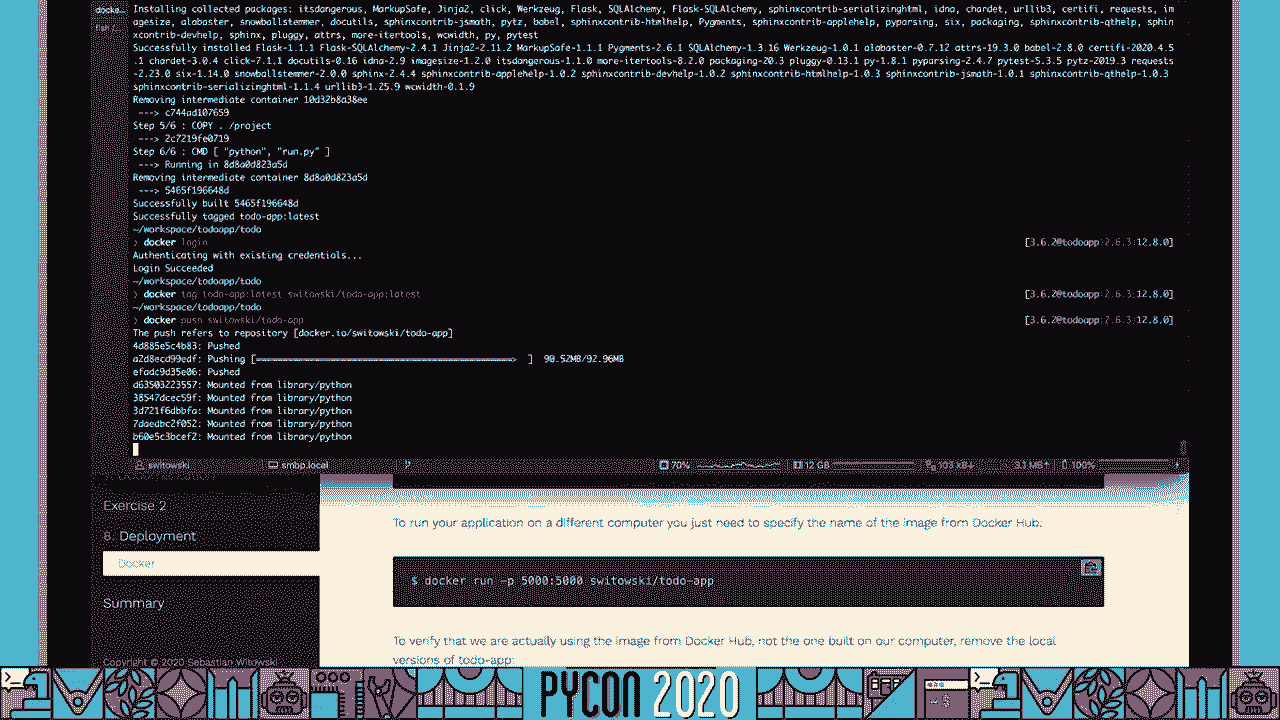 docke...
Installing collected packages: itsdangerous, MarkupSafe, Jinja2, click, Werkzeug, Flask, SQLAlchemy, Flask-SQLAlchemy, sphinxcontrib-serializinghtml, idna, chardet, urllib3, certifi, requests, im
agesize, alabaster, snowballstemmer, docutils, sphinxcontrib-jsmath, pytz, babel, sphinxcontrib-htmlhelp, Pygments, sphinxcontrib-applehelp, pyparsing, six, packaging, sphinxcontrib-qthelp, sphin
xcontrib-devhelp, sphinx, pluggy, attrs, more-itertools, wcwidth, py, pytest
Successfully installed Flask-1.1.1 Flask-SQLAlchemy-2.4.1 Jinja2-2.11.2 MarkupSafe-1.1.1 Pygments-2.6.1 SQLAlchemy-1.3.16 Werkzeug-1.0.1 alabaster-0.7.12 attrs-19.3.0 babel-2.8.0 certifi-2020.4.5
.1 chardet-3.0.4 click-7.1.1 docutils-0.16 idna-2.9 imagesize-1.2.0 itsdangerous-1.1.0 more-itertools-8.2.0 packaging-20.3 pluggy-0.13.1 py-1.8.1 pyparsing-2.4.7 pytest-5.3.5 pytz-2019.3 requests
-2.23.0 six-1.14.0 snowballstemmer-2.0.0 sphinx-2.4.4 sphinxcontrib-applehelp-1.0.2 sphinxcontrib-devhelp-1.0.2 sphinxcontrib-htmlhelp-1.0.3 sphinxcontrib-jsmath-1.0.1 sphinxcontrib-qthelp-1.0.3
sphinxcontrib-serializinghtml-1.1.4 urllib3-1.25.9 wcwidth-0.1.9
Removing intermediate container 10d32b8a38ee
---> c744ad107659
Step 5/6 : COPY . /project
---> 2c7219fe0719
Step 6/6 : CMD [ "python", "run.py" ]
---> Running in 8d8a0d823a5d
Removing intermediate container 8d8a0d823a5d
---> 5465f196648d
Successfully built 5465f196648d
Successfully tagged todo-app:latest
~/workspace/todoapp/todo
❯ docker login [3.6.2@todoapp:2.6.3:12.8.0]
Authenticating with existing credentials...
Login Succeeded
~/workspace/todoapp/todo
❯ docker tag todo-app:latest switowski/todo-app:latest [3.6.2@todoapp:2.6.3:12.8.0]
~/workspace/todoapp/todo
❯ docker push switowski/todo-app [3.6.2@todoapp:2.6.3:12.8.0]
The push refers to repository [docker.io/switowski/todo-app]
4d885e5c4b83: Pushed
a2d8ecd99edf: Pushing [==================================================> ] 90.52MB/92.96MB
efadc9d35e06: Pushed
d63503223557: Mounted from library/python
38547dcec59f: Mounted from library/python
3d721f6dbbfa: Mounted from library/python
7daedbc2f052: Mounted from library/python
b60e5c3bcef2: Mounted from library/python
switowski smbp.local 70% 12 GB 103 kB↓ 3.1 MB↑ 100%
Exercise 2
8. Deployment
Docker
Summary
Copyright © 2020 Sebastian Witowski
To run your application on a different computer you just need to specify the name of the image from Docker Hub.
$ docker run -p 5000:5000 switowski/todo-app
To verify that we are actually using the image from Docker Hub, not the one built on our computer, remove the local
versions of todo-app:
PYCON 2020